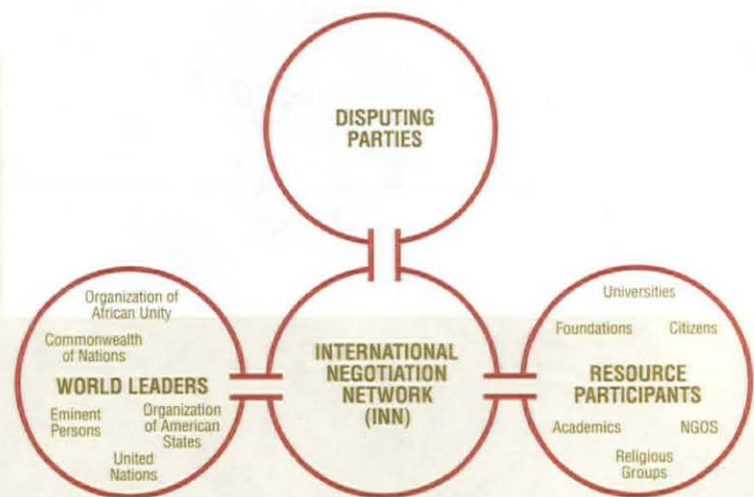 DISPUTING
PARTIES
Organization of
African Unity
Commonwealth
of Nations
WORLD LEADERS
Eminent
Persons
Organization
of American
States
United
Nations
INTERNATIONAL
NEGOTIATION
NETWORK
(INN)
Universities
Foundations
Citizens
RESOURCE
PARTICIPANTS
Academics
NGOS
Religious
Groups